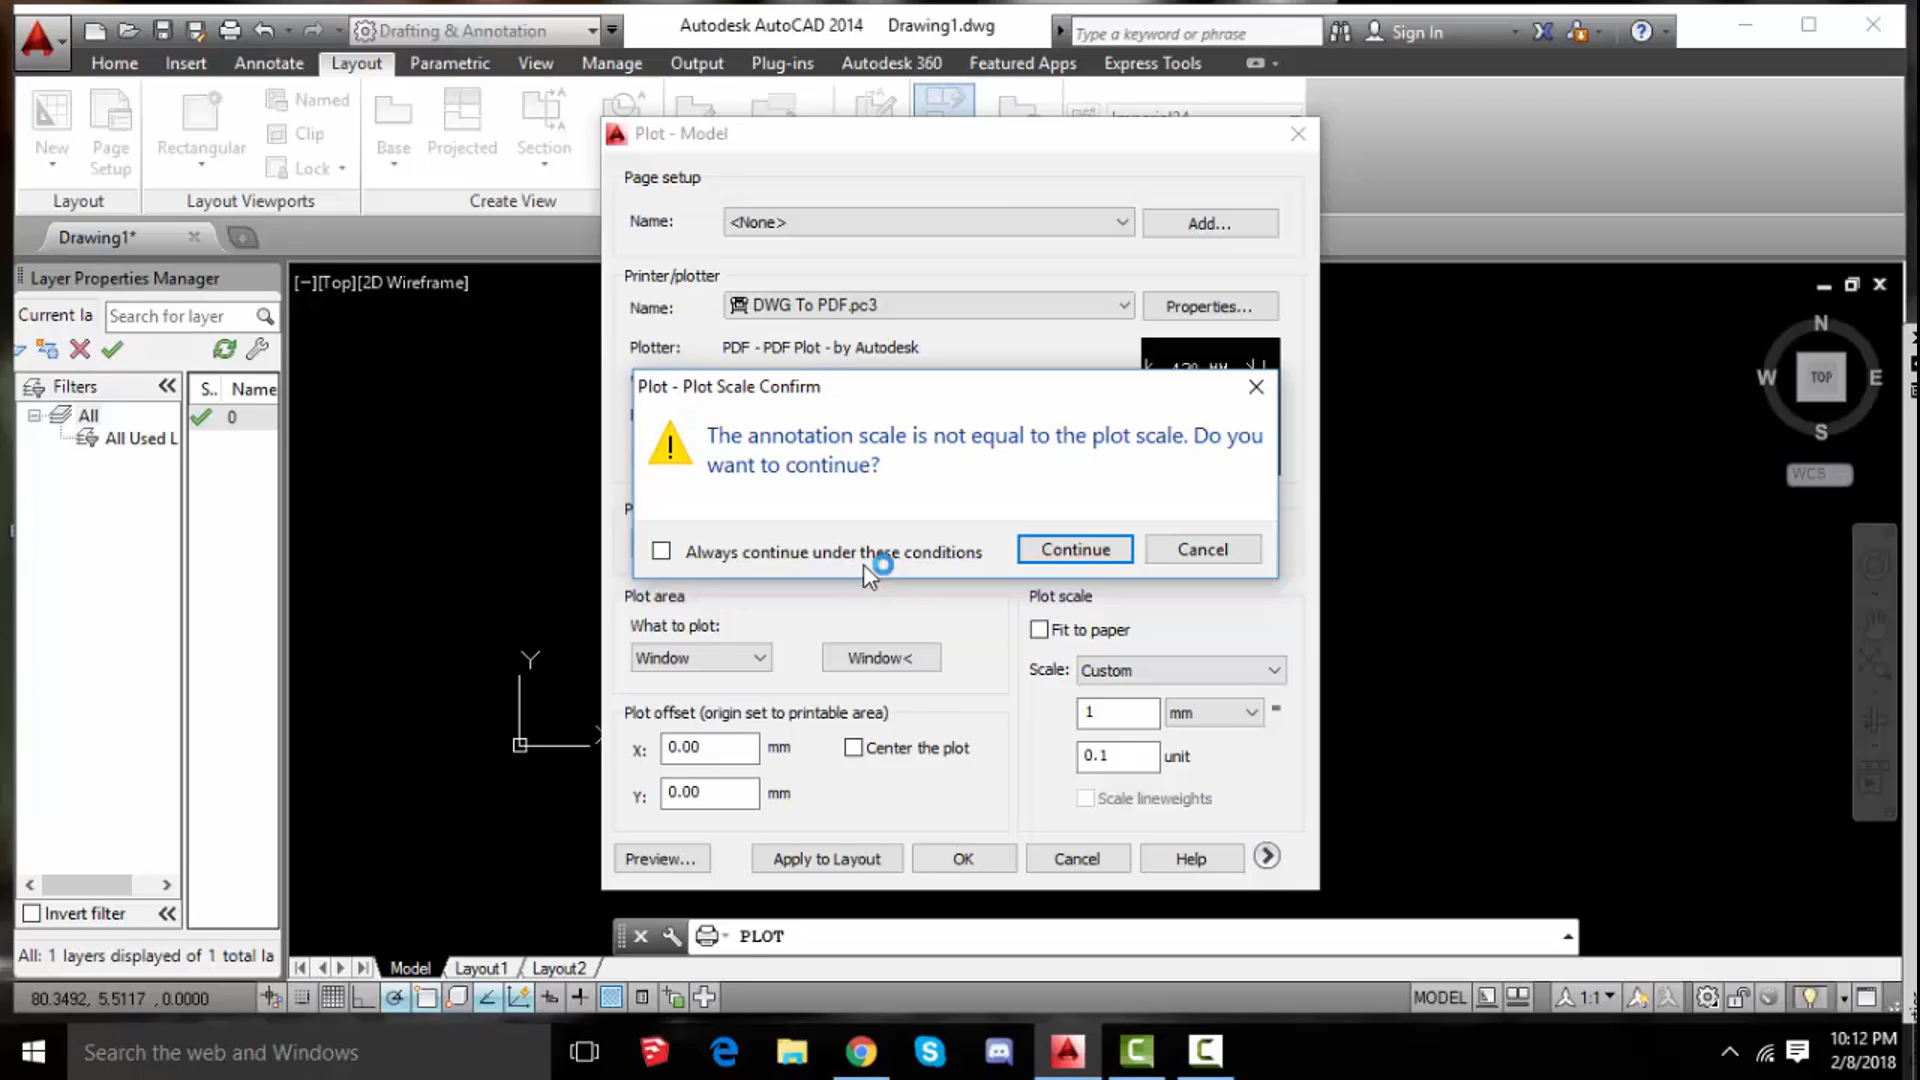 Drafting & Annotation
Autodesk AutoCAD 2014 Drawing1.dwg
Type a keyword or phrase
Sign In
Home Insert Annotate Layout Parametric View Manage Output Plug-ins Autodesk 360 Featured Apps Express Tools
New
Page Setup
Rectangular
Named
Clip
Lock
Base Projected Section
Layout Layout Viewports Create View
Drawing1*
Layer Properties Manager
Current la
Search for layer
Filters
S.. Name
All
0
All Used L
Invert filter
All: 1 layers displayed of 1 total la
[−][Top][2D Wireframe]
Y
N
W
TOP
E
S
WCS
Plot - Model
Page setup
Name: <None> Add...
Printer/plotter
Name: DWG To PDF.pc3 Properties...
Plotter: PDF - PDF Plot - by Autodesk
Plot - Plot Scale Confirm
The annotation scale is not equal to the plot scale. Do you
want to continue?
Always continue under these conditions
Continue Cancel
Plot area
What to plot:
Window Window<
Plot scale
Fit to paper
Scale: Custom
1 mm =
0.1 unit
Scale lineweights
Plot offset (origin set to printable area)
X: 0.00 mm Center the plot
Y: 0.00 mm
Preview... Apply to Layout OK Cancel Help
PLOT
Model Layout1 Layout2
80.3492, 5.5117 , 0.0000
MODEL
1:1
Search the web and Windows
10:12 PM
2/8/2018